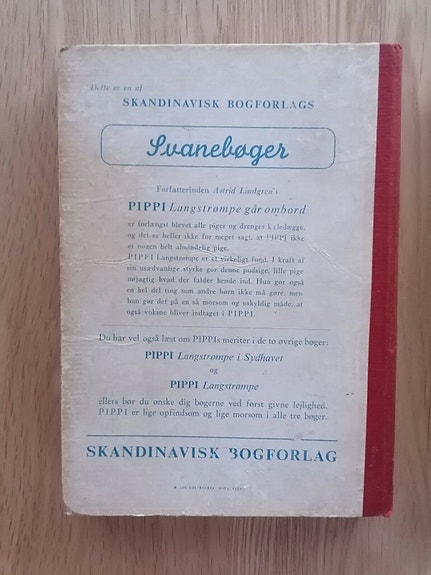 Dette er en af
SKANDINAVISK BOGFORLAGS
Svanebøger
Forfatterinden Astrid Lindgren's
PIPPI Langstrømpe går ombord
er forlængst blevet alle piger og drenges kæledægge,
og det er heller ikke for meget sagt, at PIPPI ikke
er nogen helt almindelig pige.
PIPPI Langstrømpe er et virkeligt fund. I kraft af
sin usædvanlige styrke gør denne pudsige, lille pige
nøjagtig hvad der falder hende ind. Hun gør også
en hel del ting som andre børn ikke må gøre, men
hun gør det på en så morsom og uskyldig måde, at
også voksne bliver indtaget i PIPPI.
Du har vel også læst om PIPPIs meriter i de to øvrige bøger:
PIPPI Langstrømpe i Sydhavet
og
PIPPI Langstrømpe
ellers bør du ønske dig bøgerne ved først givne lejlighed.
PIPPI er lige opfindsom og lige morsom i alle tre bøger.
SKANDINAVISK BOGFORLAG